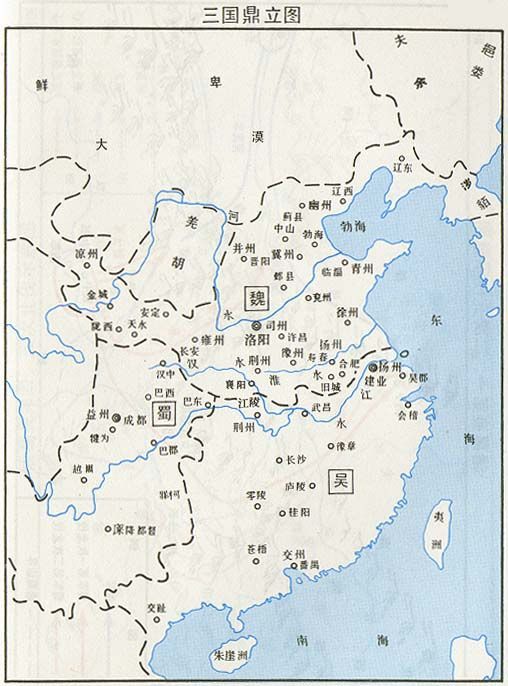 三国鼎立图
鲜
卑
夫
余
挹
娄
大
漠
辽东
貊
辽西
幽州
蓟县
羌
胡
河
中山
渤海
渤海
并州
晋阳
冀州
凉州
临淄
青州
邺县
金城
魏
兖州
安定
水
司州
徐州
东
陇西
天水
洛阳
许昌
雍州
长安
扬州
豫州
寿春
汉
永
荆州
合肥
扬州
汉中
襄阳
淮
水
旧城
建业
吴郡
巴西
巴东
江陵
江
益州
成都
蜀
武昌
会稽
荆州
水
犍为
海
巴郡
豫章
长沙
越嶲
吴
庐陵
牂柯
零陵
夷
洲
桂阳
庲降都督
苍梧
交州
番禺
交趾
南
海
朱崖洲